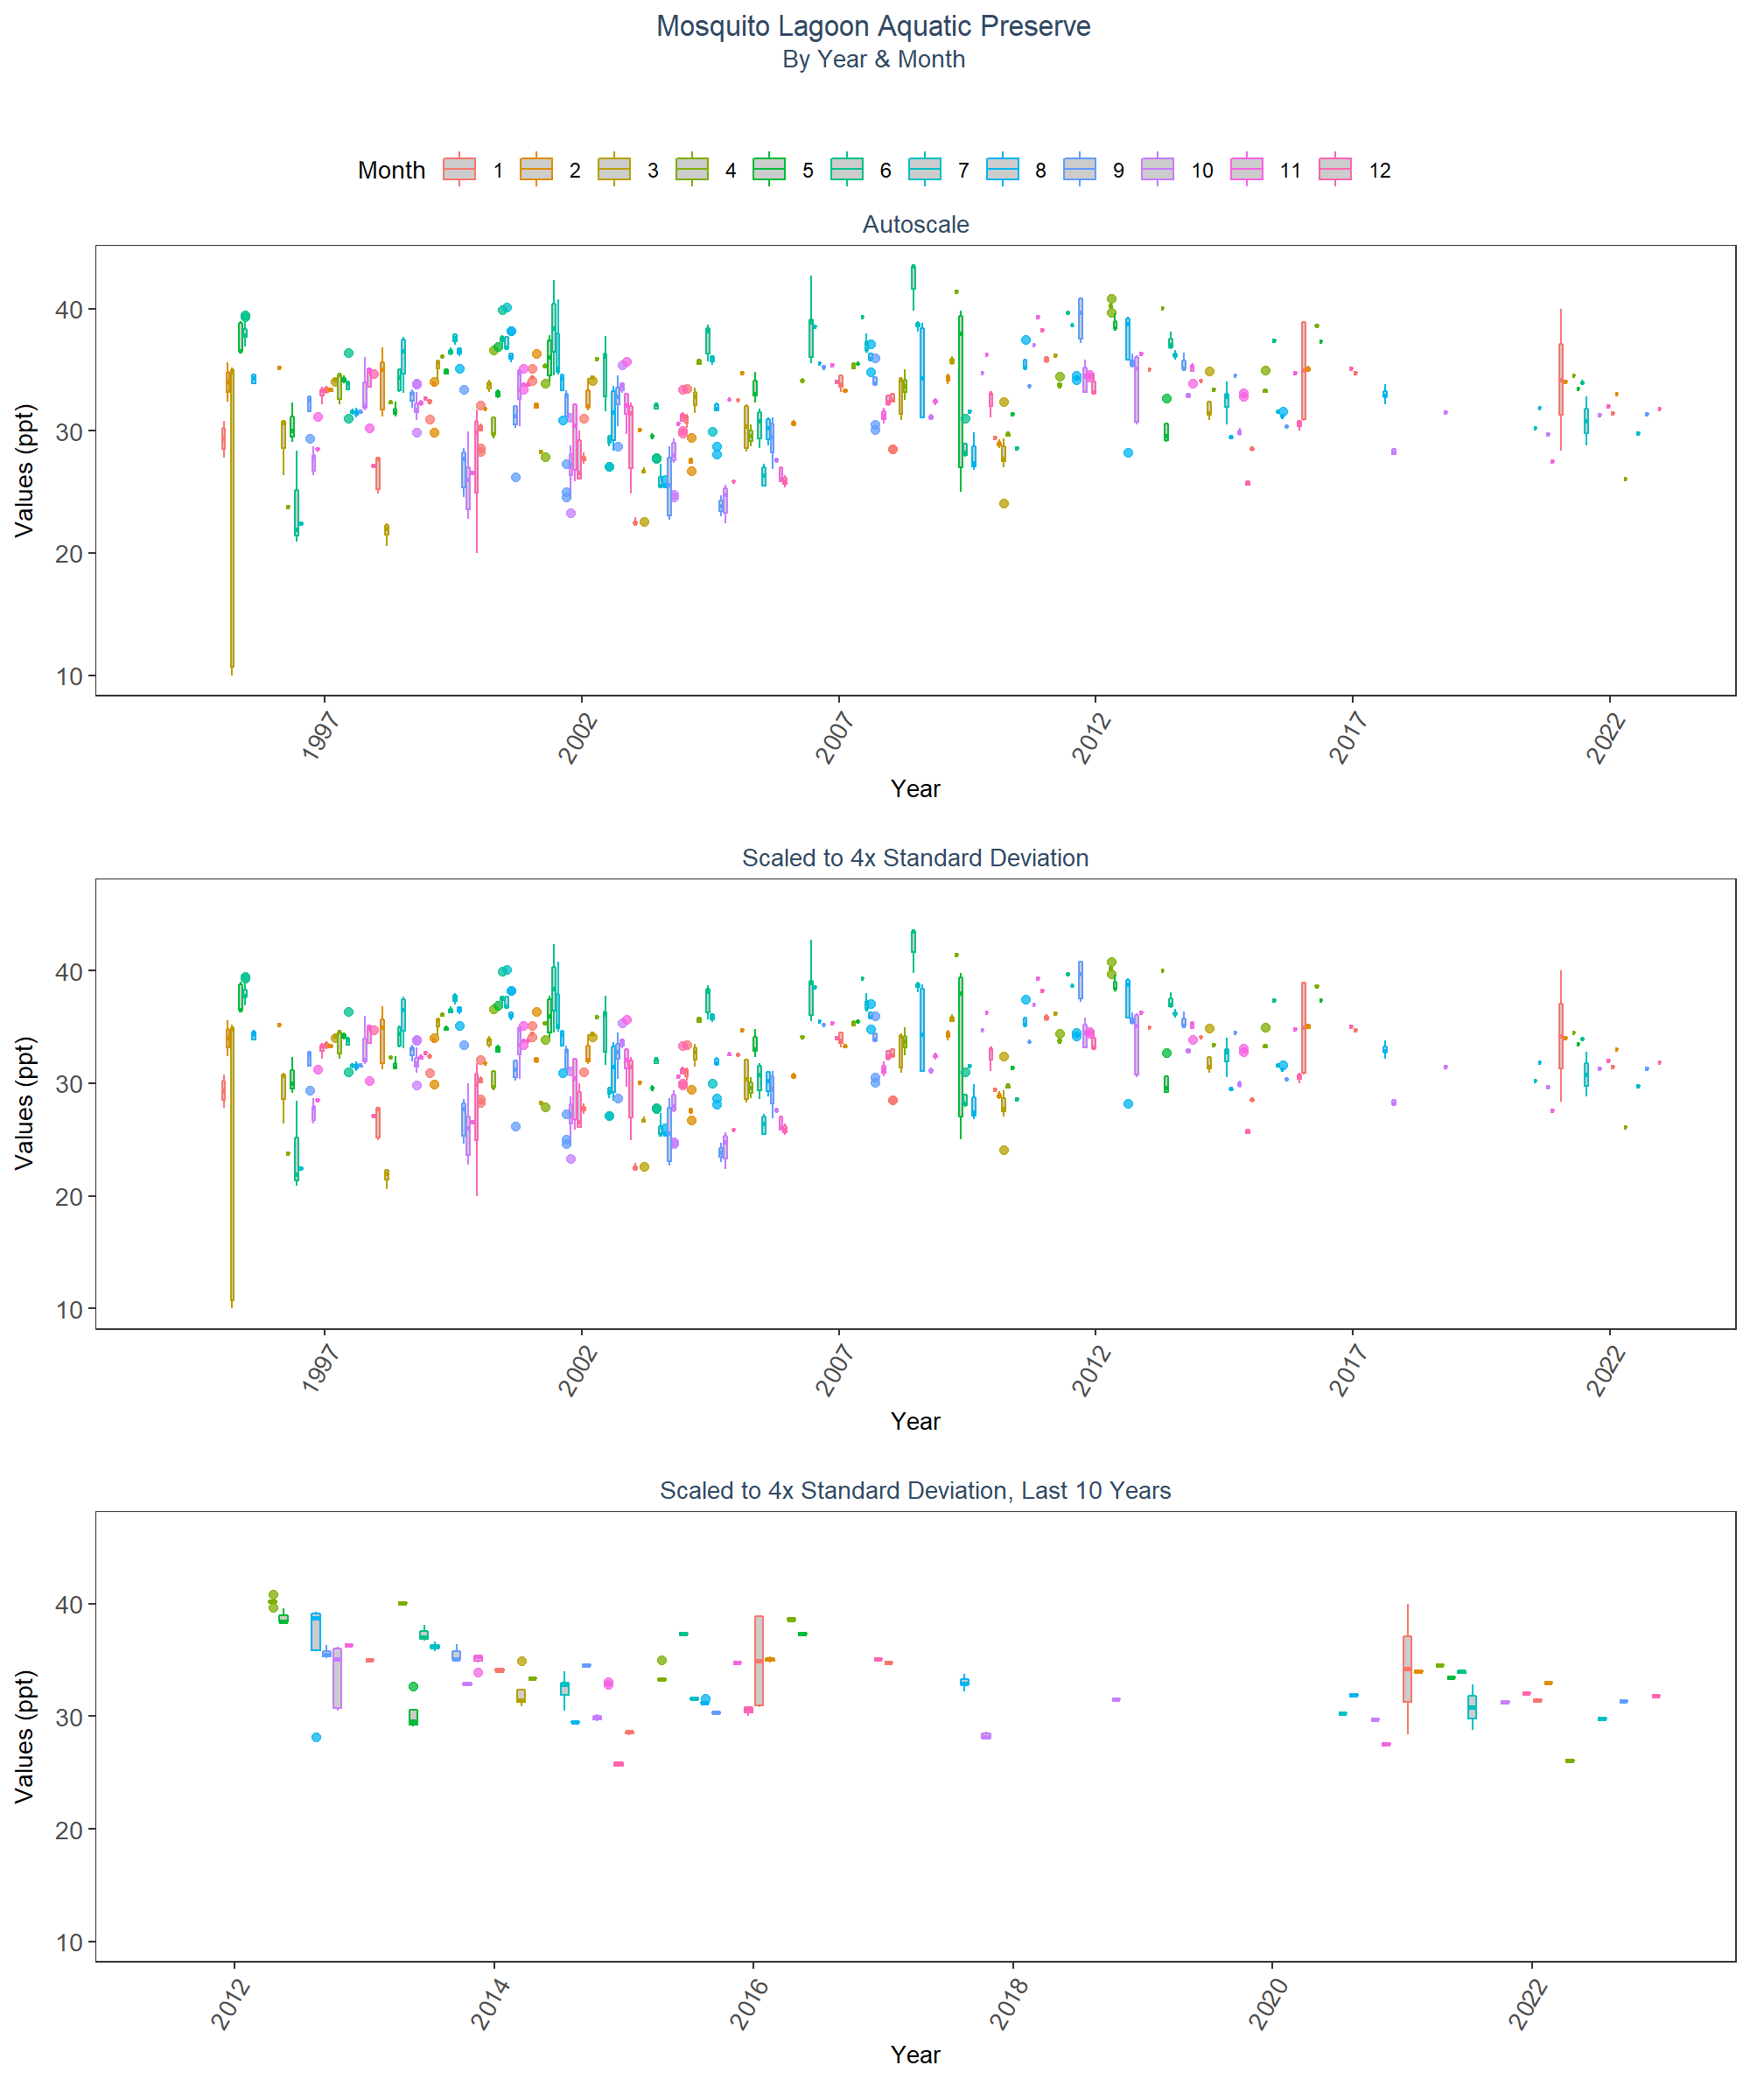 Mosquito Lagoon Aquatic Preserve
By Year & Month
Month 1 2 3 4 5 6 7 8 9 10 11 12
Autoscale
Values (ppt)
40
30
20
10
1997 2002 2007 2012 2017 2022
Year
Scaled to 4x Standard Deviation
Values (ppt)
40
30
20
10
1997 2002 2007 2012 2017 2022
Year
Scaled to 4x Standard Deviation, Last 10 Years
Values (ppt)
40
30
20
10
2012 2014 2016 2018 2020 2022
Year